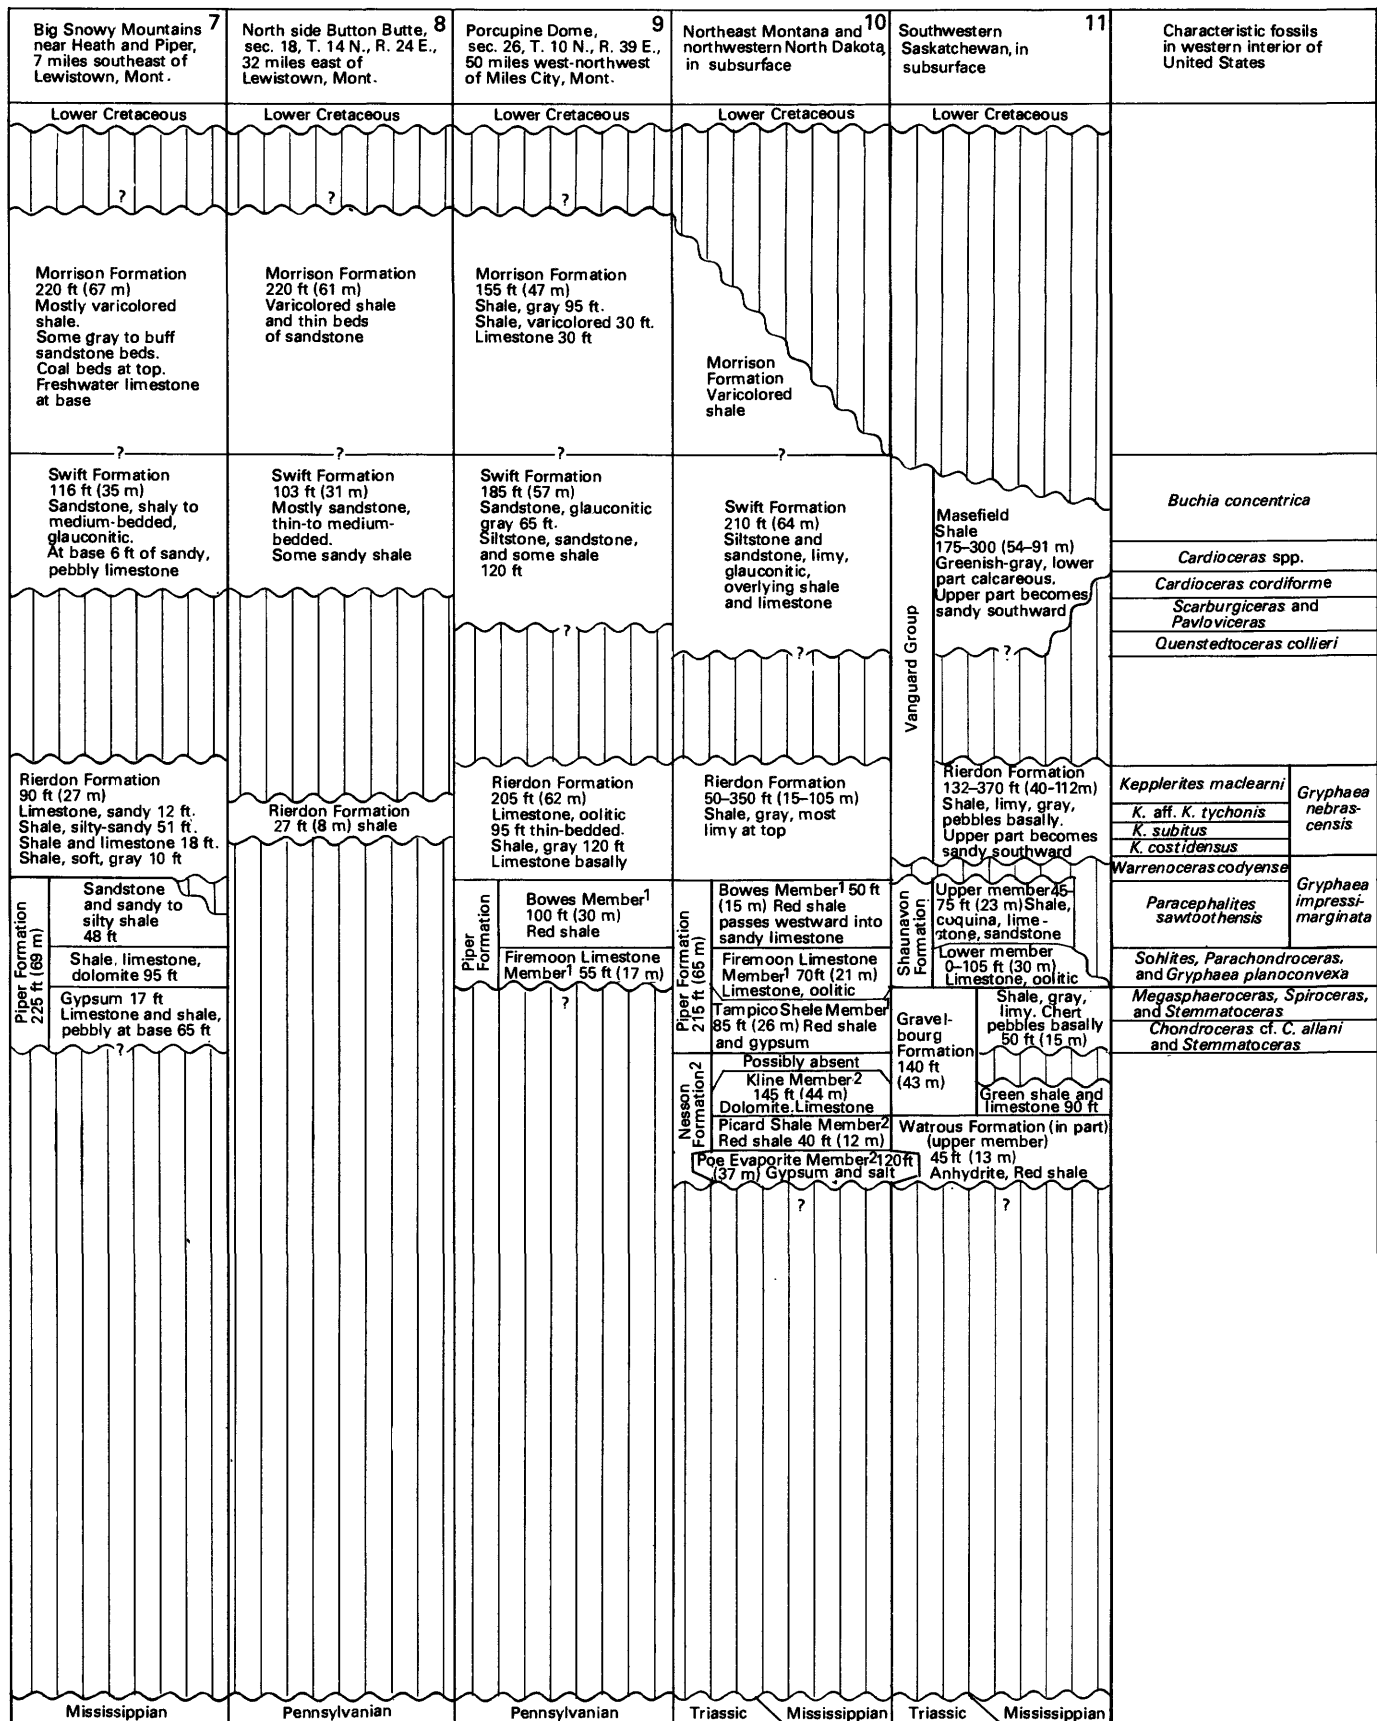 7
Big Snowy Mountains
near Heath and Piper,
7 miles southeast of
Lewistown, Mont.
8
North side Button Butte,
sec. 18, T. 14 N., R. 24 E.,
32 miles east of
Lewistown, Mont.
9
Porcupine Dome,
sec. 26, T. 10 N., R. 39 E.,
50 miles west-northwest
of Miles City, Mont.
10
Northeast Montana and
northwestern North Dakota,
in subsurface
11
Southwestern
Saskatchewan, in
subsurface
Characteristic fossils
in western interior of
United States
Lower Cretaceous
?
Morrison Formation
220 ft (67 m)
Mostly varicolored
shale.
Some gray to buff
sandstone beds.
Coal beds at top.
Freshwater limestone
at base
?
Swift Formation
116 ft (35 m)
Sandstone, shaly to
medium-bedded,
glauconitic.
At base 6 ft of sandy,
pebbly limestone
Rierdon Formation
90 ft (27 m)
Limestone, sandy 12 ft.
Shale, silty-sandy 51 ft.
Shale and limestone 18 ft.
Shale, soft, gray 10 ft
Piper Formation
225 ft (69 m)
Sandstone
and sandy to
silty shale
48 ft
Shale, limestone,
dolomite 95 ft
Gypsum 17 ft
Limestone and shale,
pebbly at base 65 ft
?
Mississippian
Lower Cretaceous
?
Morrison Formation
220 ft (61 m)
Varicolored shale
and thin beds
of sandstone
?
Swift Formation
103 ft (31 m)
Mostly sandstone,
thin-to medium-
bedded.
Some sandy shale
Rierdon Formation
27 ft (8 m) shale
Pennsylvanian
Lower Cretaceous
?
Morrison Formation
155 ft (47 m)
Shale, gray 95 ft.
Shale, varicolored 30 ft.
Limestone 30 ft
?
Swift Formation
185 ft (57 m)
Sandstone, glauconitic
gray 65 ft.
Siltstone, sandstone,
and some shale
120 ft
?
Rierdon Formation
205 ft (62 m)
Limestone, oolitic
95 ft thin-bedded.
Shale, gray 120 ft
Limestone basally
Piper
Formation
Bowes Member1
100 ft (30 m)
Red shale
Firemoon Limestone
Member1 55 ft (17 m)
?
Pennsylvanian
Lower Cretaceous
Morrison
Formation
Varicolored
shale
?
Swift Formation
210 ft (64 m)
Siltstone and
sandstone, limy,
glauconitic,
overlying shale
and limestone
?
Rierdon Formation
50–350 ft (15–105 m)
Shale, gray, most
limy at top
Piper Formation
215 ft (65 m)
Bowes Member1 50 ft
(15 m) Red shale
passes westward into
sandy limestone
Firemoon Limestone
Member1 70ft (21 m)
Limestone, oolitic
Tampico Shele Member1
85 ft (26 m) Red shale
and gypsum
Nesson
Formation2
Possibly absent
Kline Member2
145 ft (44 m)
Dolomite. Limestone
Picard Shale Member2
Red shale 40 ft (12 m)
Poe Evaporite Member2 120ft
(37 m) Gypsum and salt
?
Triassic
Mississippian
Lower Cretaceous
Vanguard Group
Masefield
Shale
175–300 (54–91 m)
Greenish-gray, lower
part calcareous.
Upper part becomes
sandy southward
?
Rierdon Formation
132–370 ft (40-112m)
Shale, limy, gray,
pebbles basally.
Upper part becomes
sandy southward
Shaunavon
Formation
Upper member 45–
75 ft (23 m) Shale,
cuquina, lime-
stone, sandstone
Lower member
0–105 ft (30 m)
Limestone, oolitic
Gravel-
bourg
Formation
140 ft
(43 m)
Shale, gray,
limy. Chert
pebbles basally
50 ft (15 m)
Green shale and
limestone 90 ft
Watrous Formation (in part)
(upper member)
45 ft (13 m)
Anhydrite, Red shale
?
Triassic
Mississippian
Buchia concentrica
Cardioceras spp.
Cardioceras cordiforme
Scarburgiceras and
Pavloviceras
Quenstedtoceras collieri
Kepplerites maclearni
K. aff. K. tychonis
K. subitus
K. costidensus
Gryphaea
nebras-
censis
Warrenoceras codyense
Paracephalites
sawtoothensis
Gryphaea
impressi-
marginata
Sohlites, Parachondroceras,
and Gryphaea planoconvexa
Megasphaeroceras, Spiroceras,
and Stemmatoceras
Chondroceras cf. C. allani
and Stemmatoceras